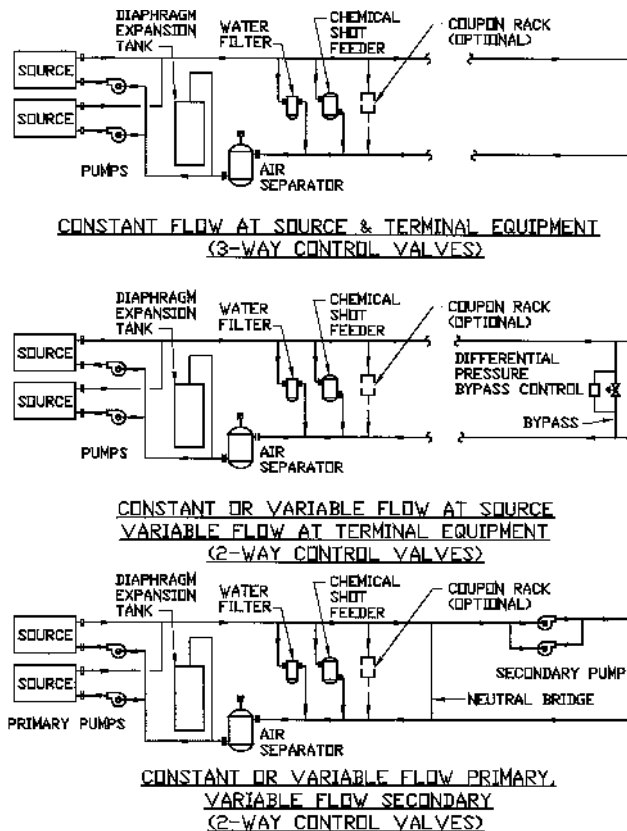 DIAPHRAGM
EXPANSION
TANK
WATER
FILTER
CHEMICAL
SHOT
FEEDER
COUPON RACK
(OPTIONAL)
SOURCE
SOURCE
PUMPS
AIR
SEPARATOR
CONSTANT FLOW AT SOURCE & TERMINAL EQUIPMENT
(3-WAY CONTROL VALVES)
DIAPHRAGM
EXPANSION
TANK
WATER
FILTER
CHEMICAL
SHOT
FEEDER
COUPON RACK
(OPTIONAL)
SOURCE
SOURCE
DIFFERENTIAL
PRESSURE
BYPASS CONTROL
BYPASS
PUMPS
AIR
SEPARATOR
CONSTANT OR VARIABLE FLOW AT SOURCE
VARIABLE FLOW AT TERMINAL EQUIPMENT
(2-WAY CONTROL VALVES)
DIAPHRAGM
EXPANSION
TANK
WATER
FILTER
CHEMICAL
SHOT
FEEDER
COUPON RACK
(OPTIONAL)
SOURCE
SOURCE
SECONDARY PUMP
NEUTRAL BRIDGE
PRIMARY PUMPS
AIR
SEPARATOR
CONSTANT OR VARIABLE FLOW PRIMARY,
VARIABLE FLOW SECONDARY
(2-WAY CONTROL VALVES)